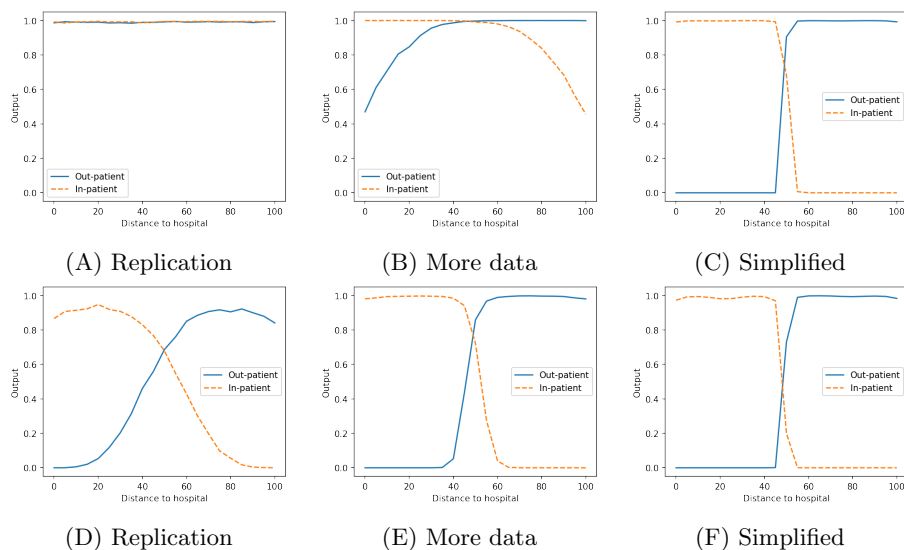 1.0
0.8
0.6
0.4
0.2
0.0
Output
Out-patient
In-patient
0 20 40 60 80 100
Distance to hospital
(A) Replication
1.0
0.8
0.6
0.4
0.2
0.0
Output
Out-patient
In-patient
0 20 40 60 80 100
Distance to hospital
(B) More data
1.0
0.8
0.6
0.4
0.2
0.0
Output
Out-patient
In-patient
0 20 40 60 80 100
Distance to hospital
(C) Simplified
1.0
0.8
0.6
0.4
0.2
0.0
Output
Out-patient
In-patient
0 20 40 60 80 100
Distance to hospital
(D) Replication
1.0
0.8
0.6
0.4
0.2
0.0
Output
Out-patient
In-patient
0 20 40 60 80 100
Distance to hospital
(E) More data
1.0
0.8
0.6
0.4
0.2
0.0
Output
Out-patient
In-patient
0 20 40 60 80 100
Distance to hospital
(F) Simplified